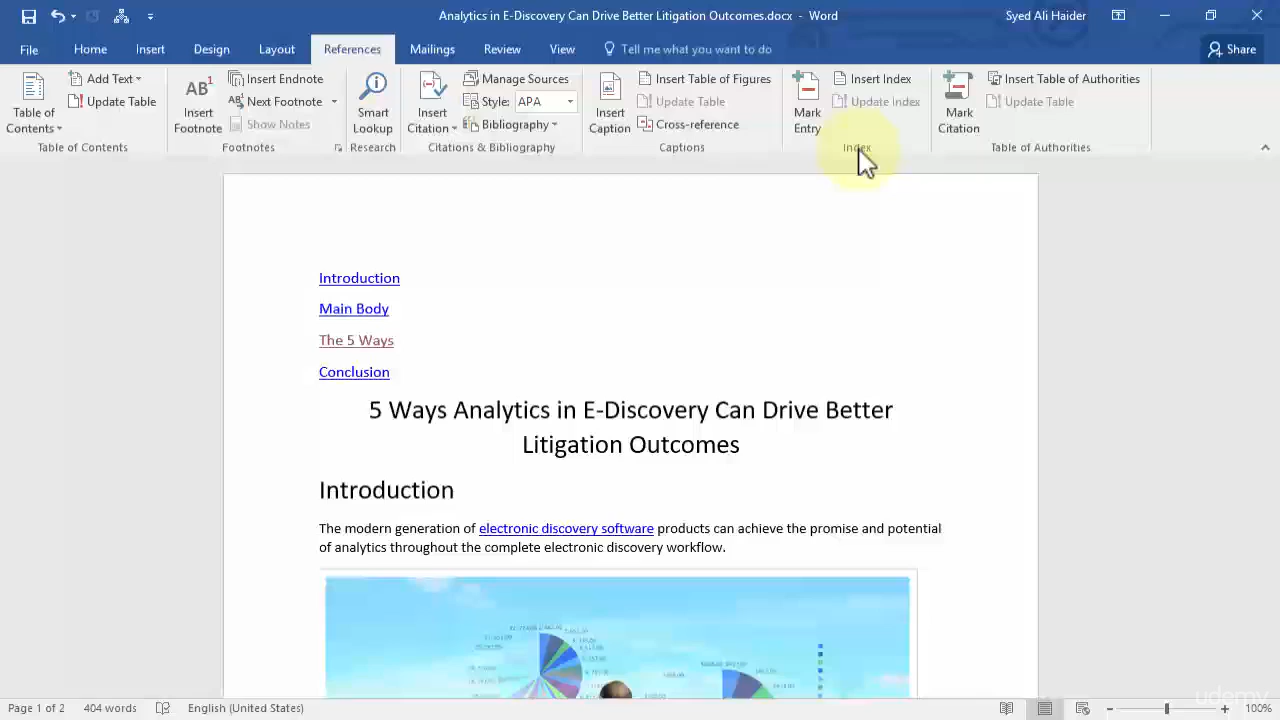 Analytics in E-Discovery Can Drive Better Litigation Outcomes.docx - Word
Syed Ali Haider
File Home Insert Design Layout References Mailings Review View Tell me what you want to do Share
Table of Contents
Add Text
Update Table
Table of Contents
AB1
Insert Footnote
Insert Endnote
Next Footnote
Show Notes
Footnotes
Smart Lookup
Research
Insert Citation
Manage Sources
Style: APA
Bibliography
Citations & Bibliography
Insert Caption
Insert Table of Figures
Update Table
Cross-reference
Captions
Mark Entry
Insert Index
Update Index
Index
Mark Citation
Insert Table of Authorities
Update Table
Table of Authorities
Introduction
Main Body
The 5 Ways
Conclusion
5 Ways Analytics in E-Discovery Can Drive Better
Litigation Outcomes
Introduction
The modern generation of electronic discovery software products can achieve the promise and potential
of analytics throughout the complete electronic discovery workflow.
Page 1 of 2 404 words English (United States) 100%
udemy